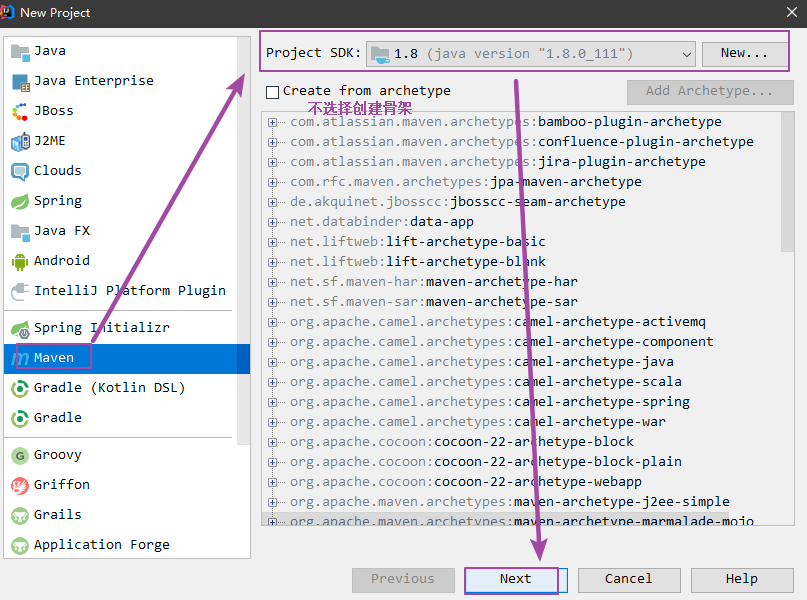 New Project
Java
Java Enterprise
JBoss
J2ME
Clouds
Spring
Java FX
Android
IntelliJ Platform Plugin
Spring Initializr
Maven
Gradle (Kotlin DSL)
Gradle
Groovy
Griffon
Grails
Application Forge
Project SDK: 1.8 (java version "1.8.0_111") New...
Create from archetype Add Archetype...
不选择创建骨架
com.atlassian.maven.archetypes:bamboo-plugin-archetype
com.atlassian.maven.archetypes:confluence-plugin-archetype
com.atlassian.maven.archetypes:jira-plugin-archetype
com.rfc.maven.archetypes:jpa-maven-archetype
de.akquinet.jbosscc:jbosscc-seam-archetype
net.databinder:data-app
net.liftweb:lift-archetype-basic
net.liftweb:lift-archetype-blank
net.sf.maven-har:maven-archetype-har
net.sf.maven-sar:maven-archetype-sar
org.apache.camel.archetypes:camel-archetype-activemq
org.apache.camel.archetypes:camel-archetype-component
org.apache.camel.archetypes:camel-archetype-java
org.apache.camel.archetypes:camel-archetype-scala
org.apache.camel.archetypes:camel-archetype-spring
org.apache.camel.archetypes:camel-archetype-war
org.apache.cocoon:cocoon-22-archetype-block
org.apache.cocoon:cocoon-22-archetype-block-plain
org.apache.cocoon:cocoon-22-archetype-webapp
org.apache.maven.archetypes:maven-archetype-j2ee-simple
org.apache.maven.archetypes:maven-archetype-marmalade-mojo
Previous Next Cancel Help